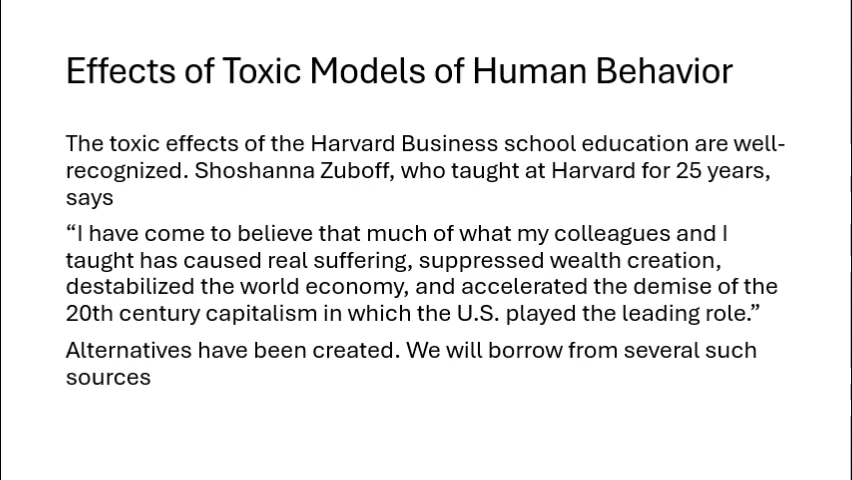 Effects of Toxic Models of Human Behavior
The toxic effects of the Harvard Business school education are well-
recognized. Shoshanna Zuboff, who taught at Harvard for 25 years,
says
“I have come to believe that much of what my colleagues and I
taught has caused real suffering, suppressed wealth creation,
destabilized the world economy, and accelerated the demise of the
20th century capitalism in which the U.S. played the leading role.”
Alternatives have been created. We will borrow from several such
sources